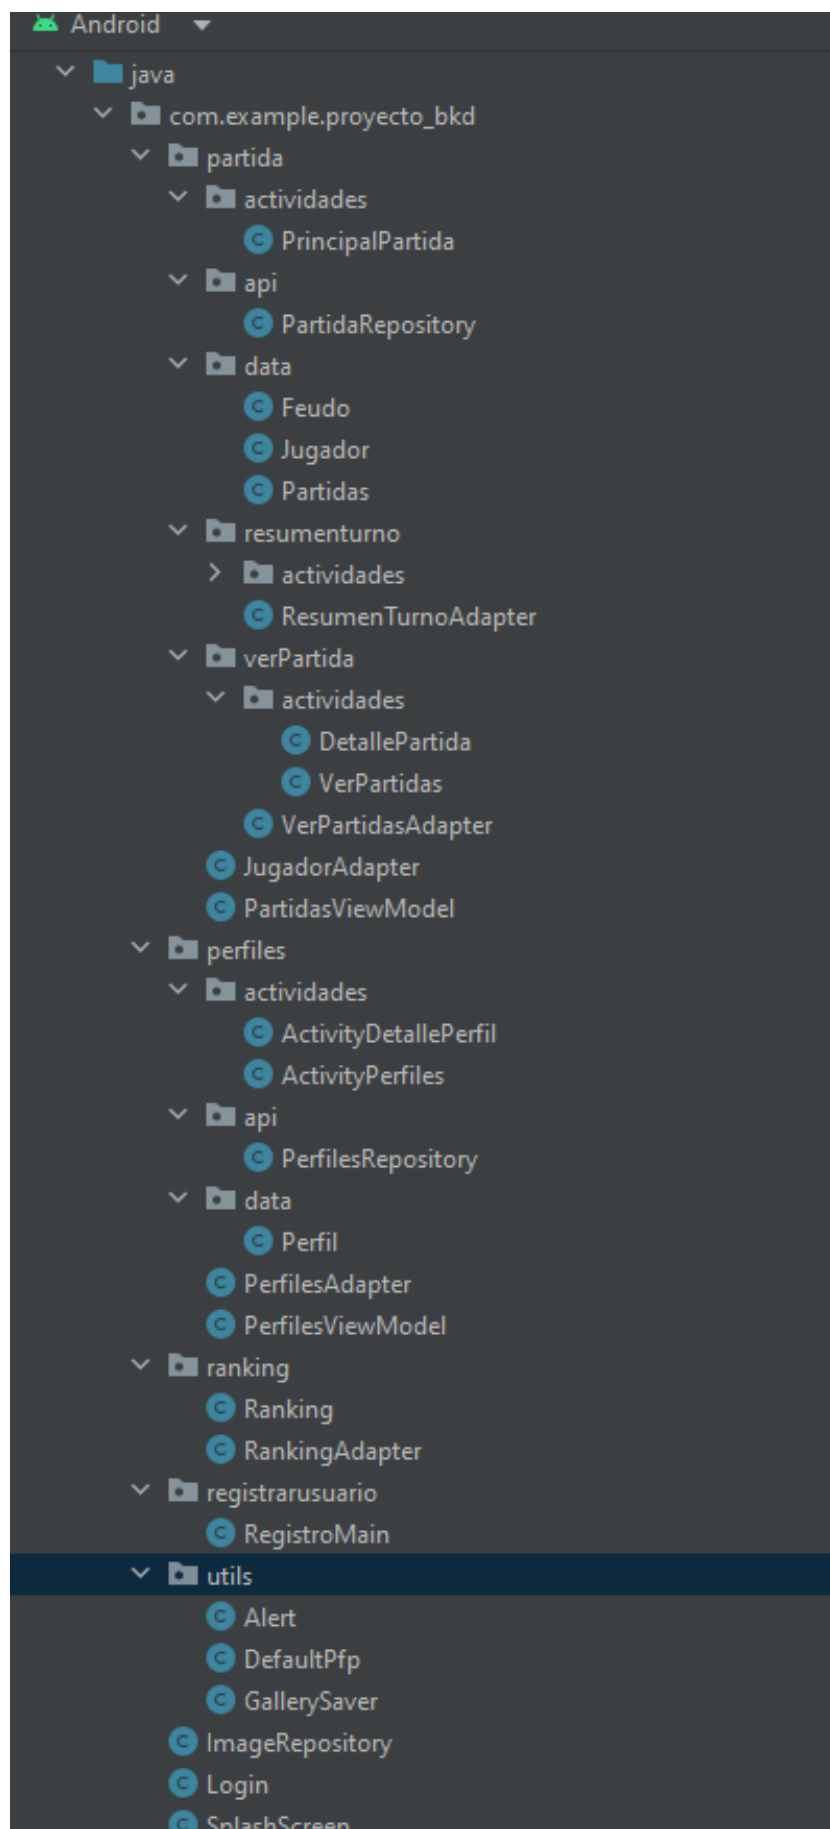 Android
java
com.example.proyecto_bkd
partida
actividades
PrincipalPartida
api
PartidaRepository
data
Feudo
Jugador
Partidas
resumenturno
actividades
ResumenTurnoAdapter
verPartida
actividades
DetallePartida
VerPartidas
VerPartidasAdapter
JugadorAdapter
PartidasViewModel
perfiles
actividades
ActivityDetallePerfil
ActivityPerfiles
api
PerfilesRepository
data
Perfil
PerfilesAdapter
PerfilesViewModel
ranking
Ranking
RankingAdapter
registrarusuario
RegistroMain
utils
Alert
DefaultPfp
GallerySaver
ImageRepository
Login
SplashScreen